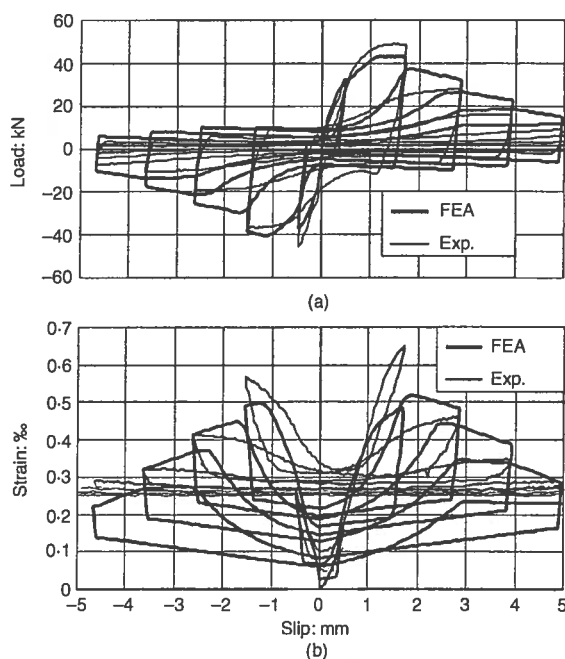 60
40
20
0
−20
−40
−60
Load: kN
FEA
Exp.
(a)
0·7
0·6
0·5
0·4
0·3
0·2
0·1
0
Strain: ‰
FEA
Exp.
−5 −4 −3 −2 −1 0 1 2 3 4 5
Slip: mm
(b)